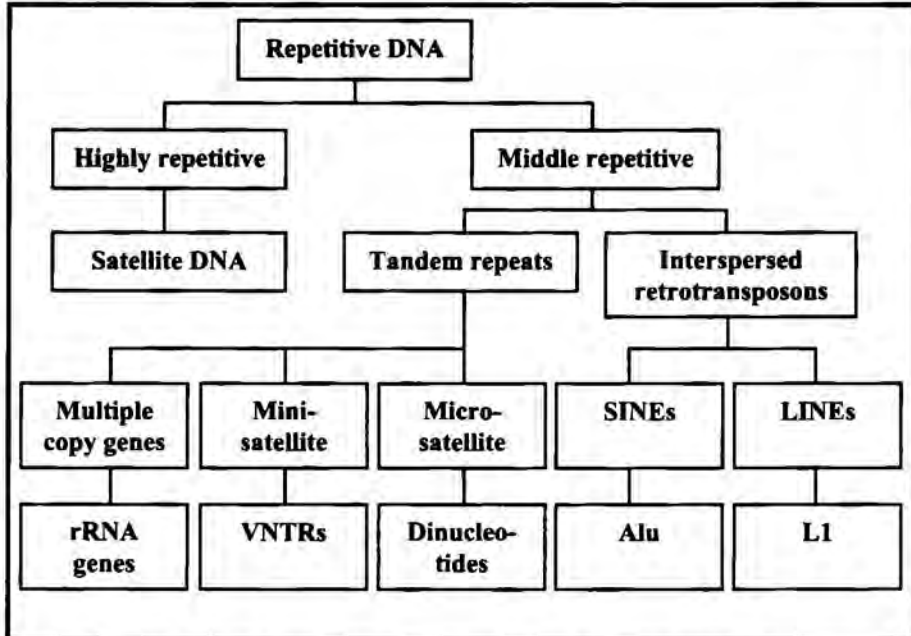 Repetitive DNA
Highly repetitive
Middle repetitive
Satellite DNA
Tandem repeats
Interspersed
retrotransposons
Multiple
copy genes
Mini-
satellite
Micro-
satellite
SINEs
LINEs
rRNA
genes
VNTRs
Dinucleo-
tides
Alu
L1